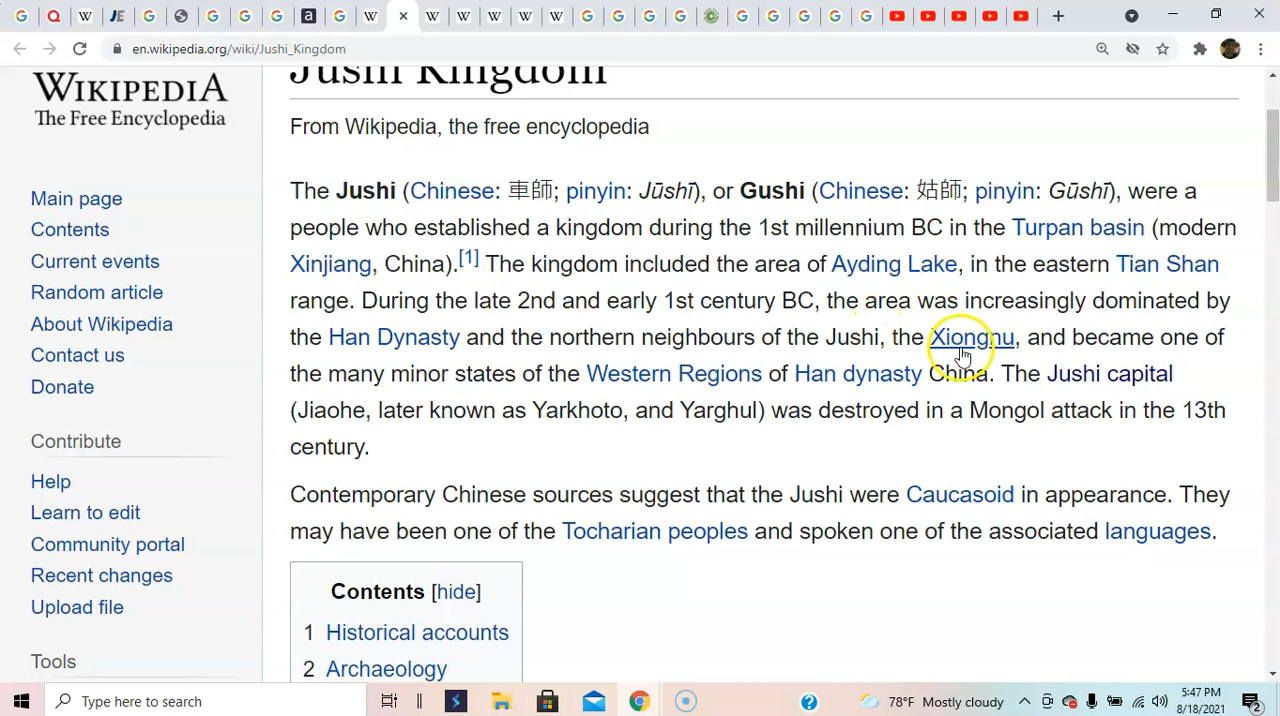 en.wikipedia.org/wiki/Jushi_Kingdom
Jushi Kingdom
WIKIPEDIA
The Free Encyclopedia
Main page
Contents
Current events
Random article
About Wikipedia
Contact us
Donate
Contribute
Help
Learn to edit
Community portal
Recent changes
Upload file
Tools
From Wikipedia, the free encyclopedia
The Jushi (Chinese: 車師; pinyin: Jūshī), or Gushi (Chinese: 姑師; pinyin: Gūshī), were a
people who established a kingdom during the 1st millennium BC in the Turpan basin (modern
Xinjiang, China).[1] The kingdom included the area of Ayding Lake, in the eastern Tian Shan
range. During the late 2nd and early 1st century BC, the area was increasingly dominated by
the Han Dynasty and the northern neighbours of the Jushi, the Xiongnu, and became one of
the many minor states of the Western Regions of Han dynasty China. The Jushi capital
(Jiaohe, later known as Yarkhoto, and Yarghul) was destroyed in a Mongol attack in the 13th
century.
Contemporary Chinese sources suggest that the Jushi were Caucasoid in appearance. They
may have been one of the Tocharian peoples and spoken one of the associated languages.
Contents [hide]
1 Historical accounts
2 Archaeology
Type here to search
78°F Mostly cloudy
5:47 PM
8/18/2021
2